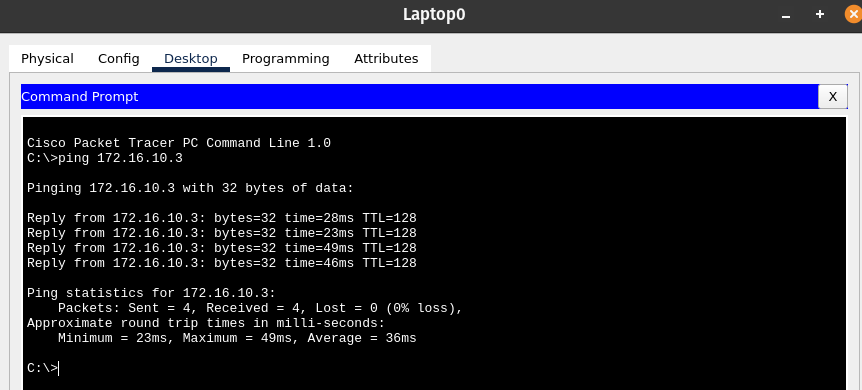 Laptop0
Physical Config Desktop Programming Attributes
Command Prompt X
Cisco Packet Tracer PC Command Line 1.0
C:\>ping 172.16.10.3
Pinging 172.16.10.3 with 32 bytes of data:
Reply from 172.16.10.3: bytes=32 time=28ms TTL=128
Reply from 172.16.10.3: bytes=32 time=23ms TTL=128
Reply from 172.16.10.3: bytes=32 time=49ms TTL=128
Reply from 172.16.10.3: bytes=32 time=46ms TTL=128
Ping statistics for 172.16.10.3:
Packets: Sent = 4, Received = 4, Lost = 0 (0% loss),
Approximate round trip times in milli-seconds:
Minimum = 23ms, Maximum = 49ms, Average = 36ms
C:\>